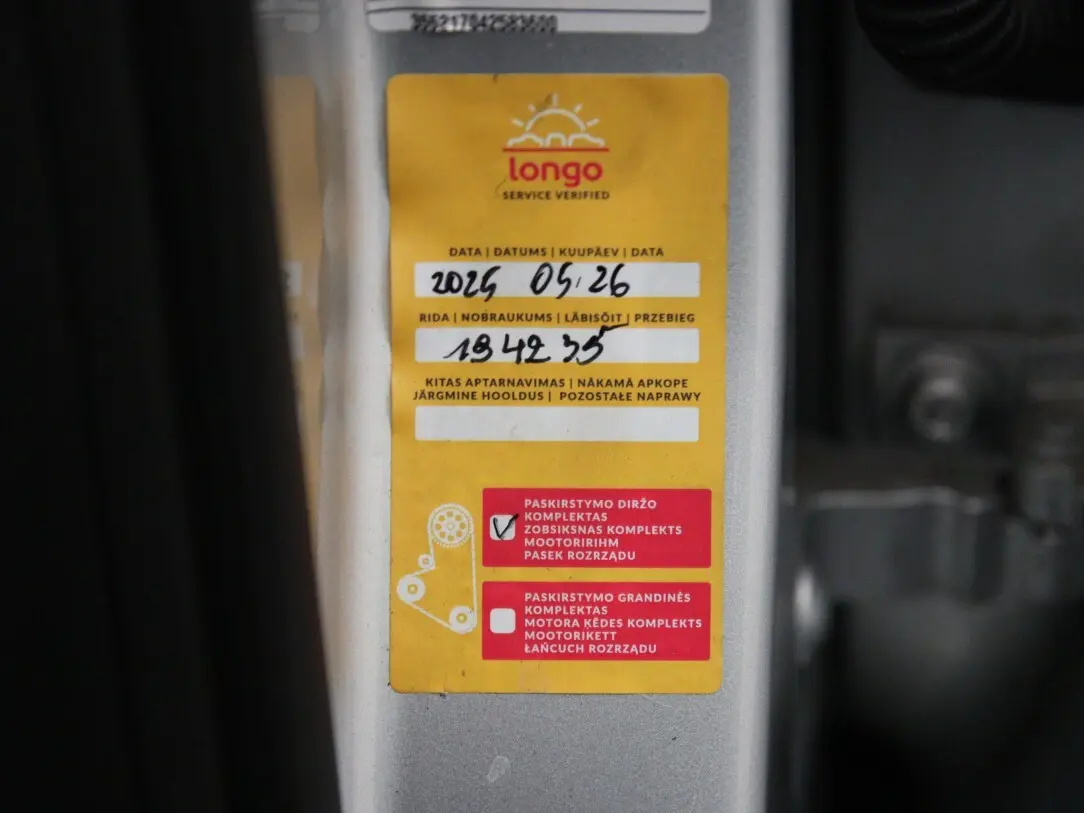 longo
SERVICE VERIFIED
DATA | DATUMS | KUUPÄEV | DATA
2025 05.26
RIDA | NOBRAUKUMS | LÄBISÕIT | PRZEBIEG
194235
KITAS APTARNAVIMAS | NĀKAMĀ APKOPE
JÄRGMINE HOOLDUS | POZOSTAŁE NAPRAWY
PASKIRSTYMO DIRŽO
KOMPLEKTAS
ZOBSIKSNAS KOMPLEKTS
MOOTORIRIHM
PASEK ROZRZĄDU
PASKIRSTYMO GRANDINĖS
KOMPLEKTAS
MOTORA ĶĒDES KOMPLEKTS
MOOTORIKETT
ŁAŃCUCH ROZRZĄDU